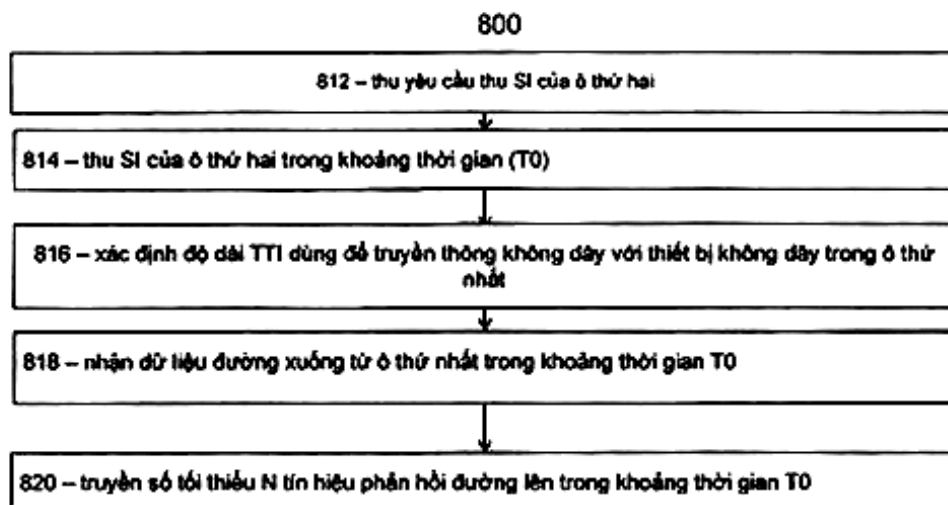 800
812 – thu yêu cầu thu SI của ô thứ hai
814 – thu SI của ô thứ hai trong khoảng thời gian (T0)
816 – xác định độ dài TTI dùng để truyền thông không dây với thiết bị không dây trong ô thứ
nhất
818 – nhận dữ liệu đường xuống từ ô thứ nhất trong khoảng thời gian T0
820 – truyền số tối thiểu N tín hiệu phản hồi đường lên trong khoảng thời gian T0